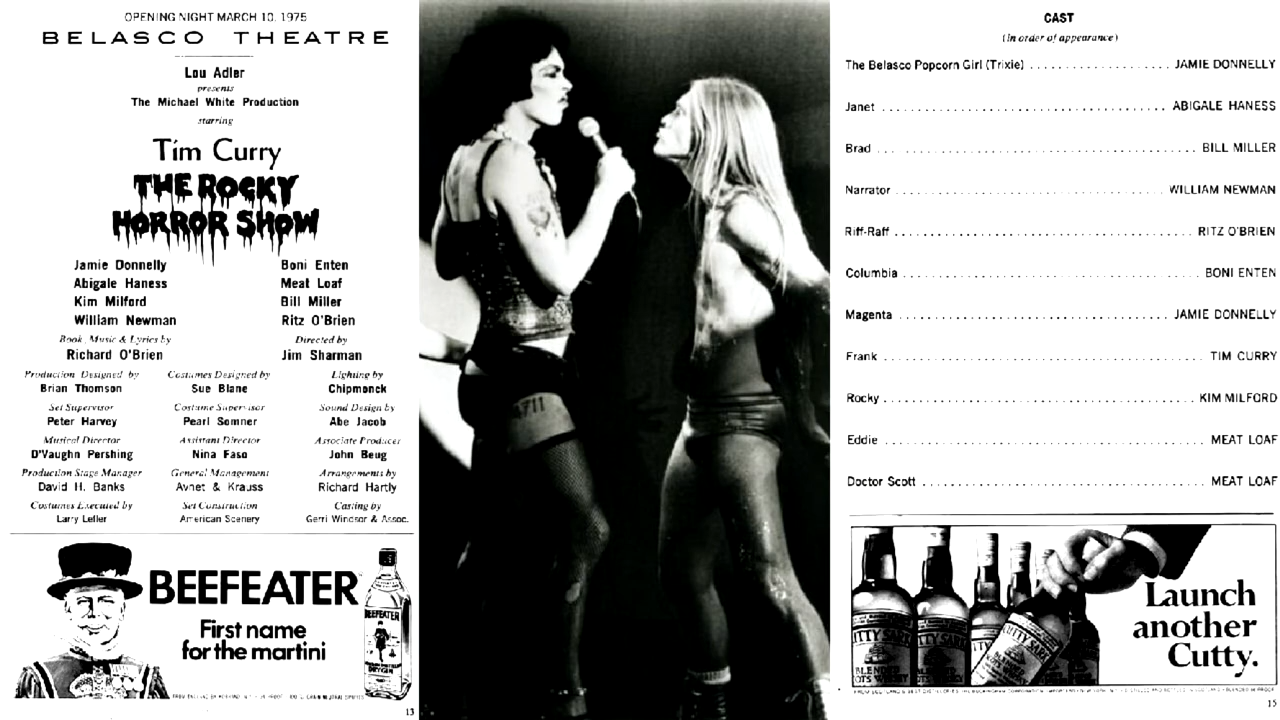 OPENING NIGHT MARCH 10, 1975
BELASCO THEATRE
Lou Adler
presents
The Michael White Production
starring
Tim Curry
THE ROCKY
HORROR SHOW
Jamie Donnelly Boni Enten
Abigale Haness Meat Loaf
Kim Milford Bill Miller
William Newman Ritz O'Brien
Book, Music & Lyrics by Directed by
Richard O'Brien Jim Sharman
Production Designed by Costumes Designed by Lighting by
Brian Thomson Sue Blane Chipmonck
Set Supervisor Costume Supervisor Sound Design by
Peter Harvey Pearl Somner Abe Jacob
Musical Director Assistant Director Associate Producer
D'Vaughn Pershing Nina Faso John Beug
Production Stage Manager General Management Arrangements by
David H. Banks Avnet & Krauss Richard Hartly
Costumes Executed by Set Construction Casting by
Larry Leller American Scenery Gerri Windsor & Assoc.
BEEFEATER
First name
for the martini
BEEFEATER
13
4711
CAST
(in order of appearance)
The Belasco Popcorn Girl (Trixie) JAMIE DONNELLY
Janet ABIGALE HANESS
Brad BILL MILLER
Narrator WILLIAM NEWMAN
Riff-Raff RITZ O'BRIEN
Columbia BONI ENTEN
Magenta JAMIE DONNELLY
Frank TIM CURRY
Rocky KIM MILFORD
Eddie MEAT LOAF
Doctor Scott MEAT LOAF
Launch
another
Cutty.
CUTTY SARK
15